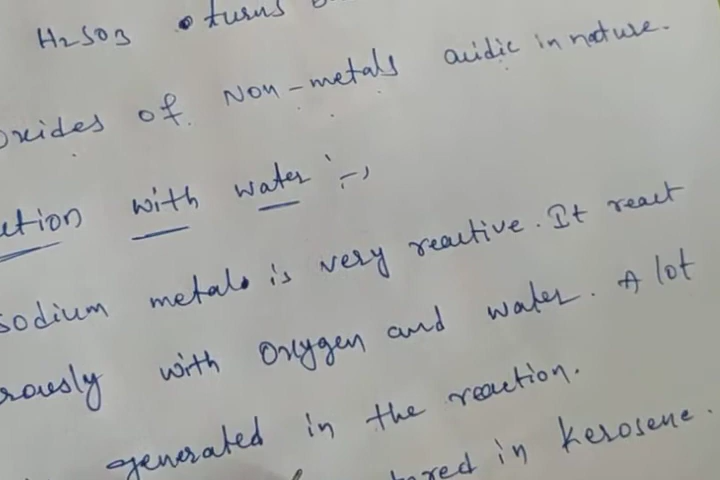 H2SO3 • turns
oxides of Non-metals acidic in nature.
ction with water :-,
sodium metal is very reactive. It react
rously with oxygen and water. A lot
generated in the reaction.
tored in kerosene.